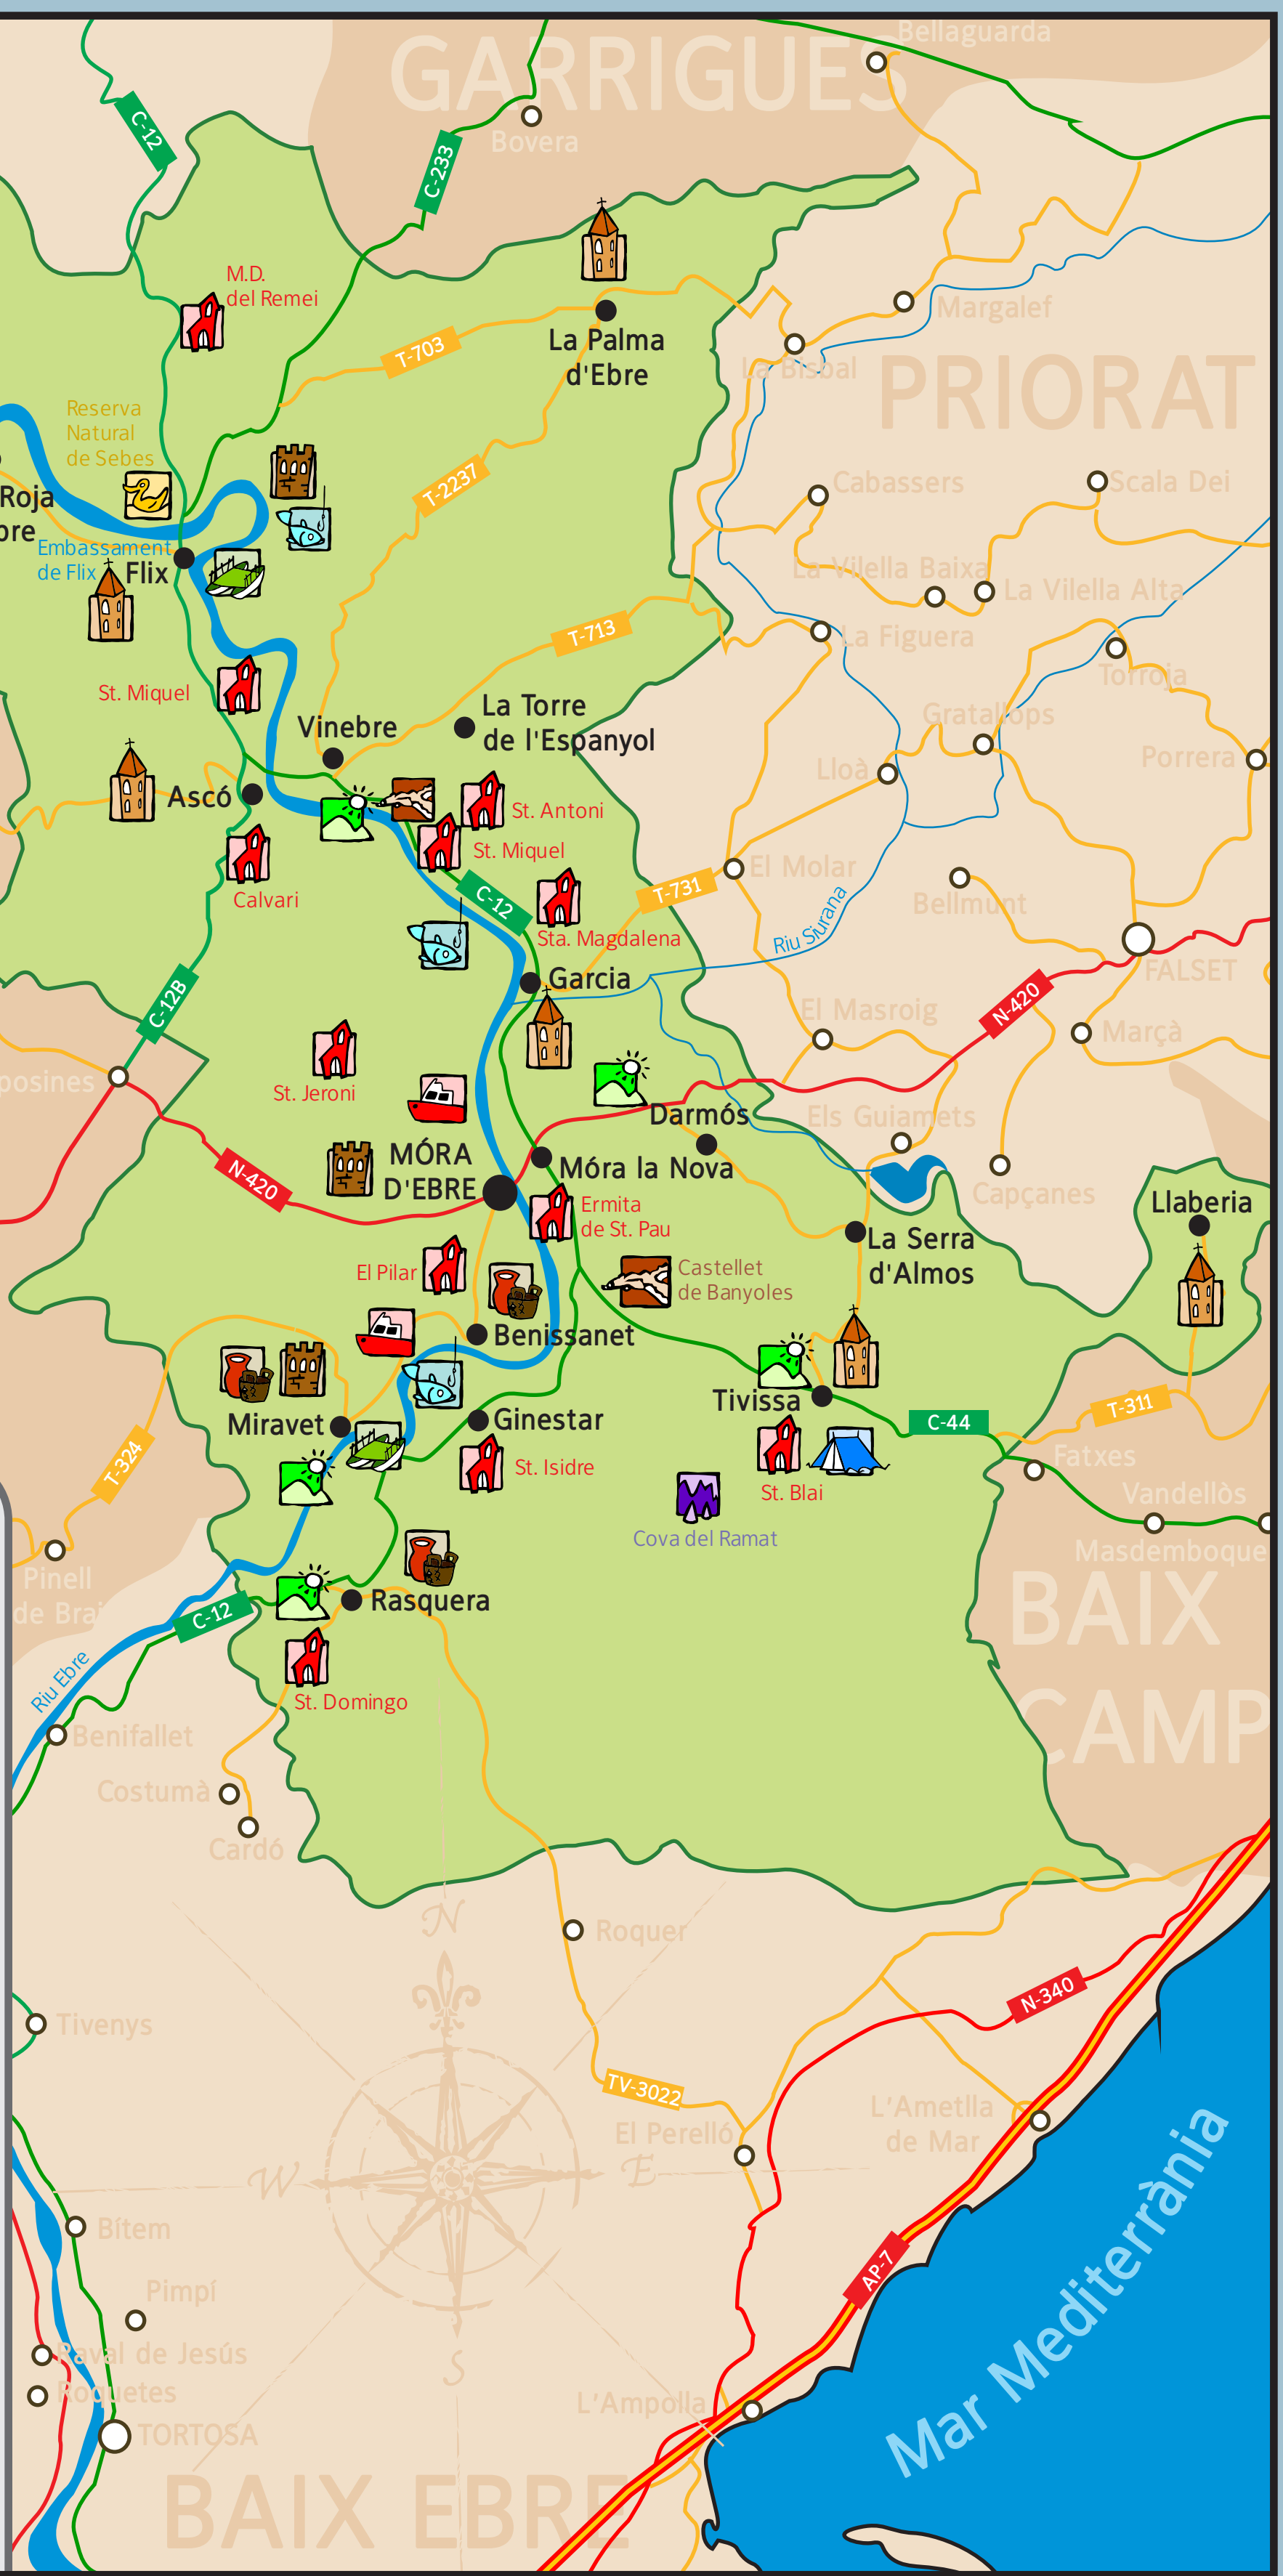 Bellaguarda
GARRIGUES
C-12
Bovera
C-233
M.D.
del Remei
Margalef
La Palma
d'Ebre
T-703
La Bisbal
PRIORAT
Reserva
Natural
de Sebes
Cabassers
Scala Dei
T-2237
Roja
Embassament
de Flix
Flix
La Vilella Baixa
La Vilella Alta
T-713
La Figuera
Torroja
St. Miquel
La Torre
de l'Espanyol
Vinebre
Gratallops
Porrera
Lloà
Ascó
St. Antoni
St. Miquel
El Molar
Calvari
C-12
T-731
Bellmunt
Riu Siurana
Sta. Magdalena
Garcia
FALSET
C-12B
N-420
El Masroig
Marçà
posines
St. Jeroni
Darmós
Els Guiamets
MÓRA
D'EBRE
Móra la Nova
N-420
Capçanes
Llaberia
Ermita
de St. Pau
La Serra
d'Almos
El Pilar
Castellet
de Banyoles
Benissanet
Tivissa
T-311
Miravet
Ginestar
C-44
T-324
St. Isidre
Fatxes
St. Blai
Vandellòs
Cova del Ramat
Masdemboque
Pinell
de Brai
Rasquera
C-12
BAIX
CAMP
Riu Ebre
St. Domingo
Benifallet
Costumà
Cardó
N
Roquer
N-340
Tivenys
TV-3022
L'Ametlla
de Mar
El Perelló
W
E
Bítem
AP-7
Mar Mediterrània
Pimpí
Raval de Jesús
S
Roquetes
L'Ampolla
TORTOSA
BAIX EBRE